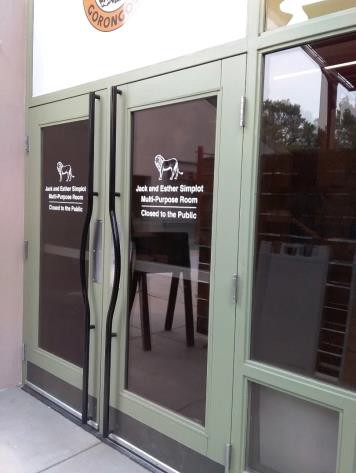 GORONGOS
Jack and Esther Simplot
Multi-Purpose Room
Closed to the Public
Jack and Esther Simplot
Multi-Purpose Room
Closed to the Public